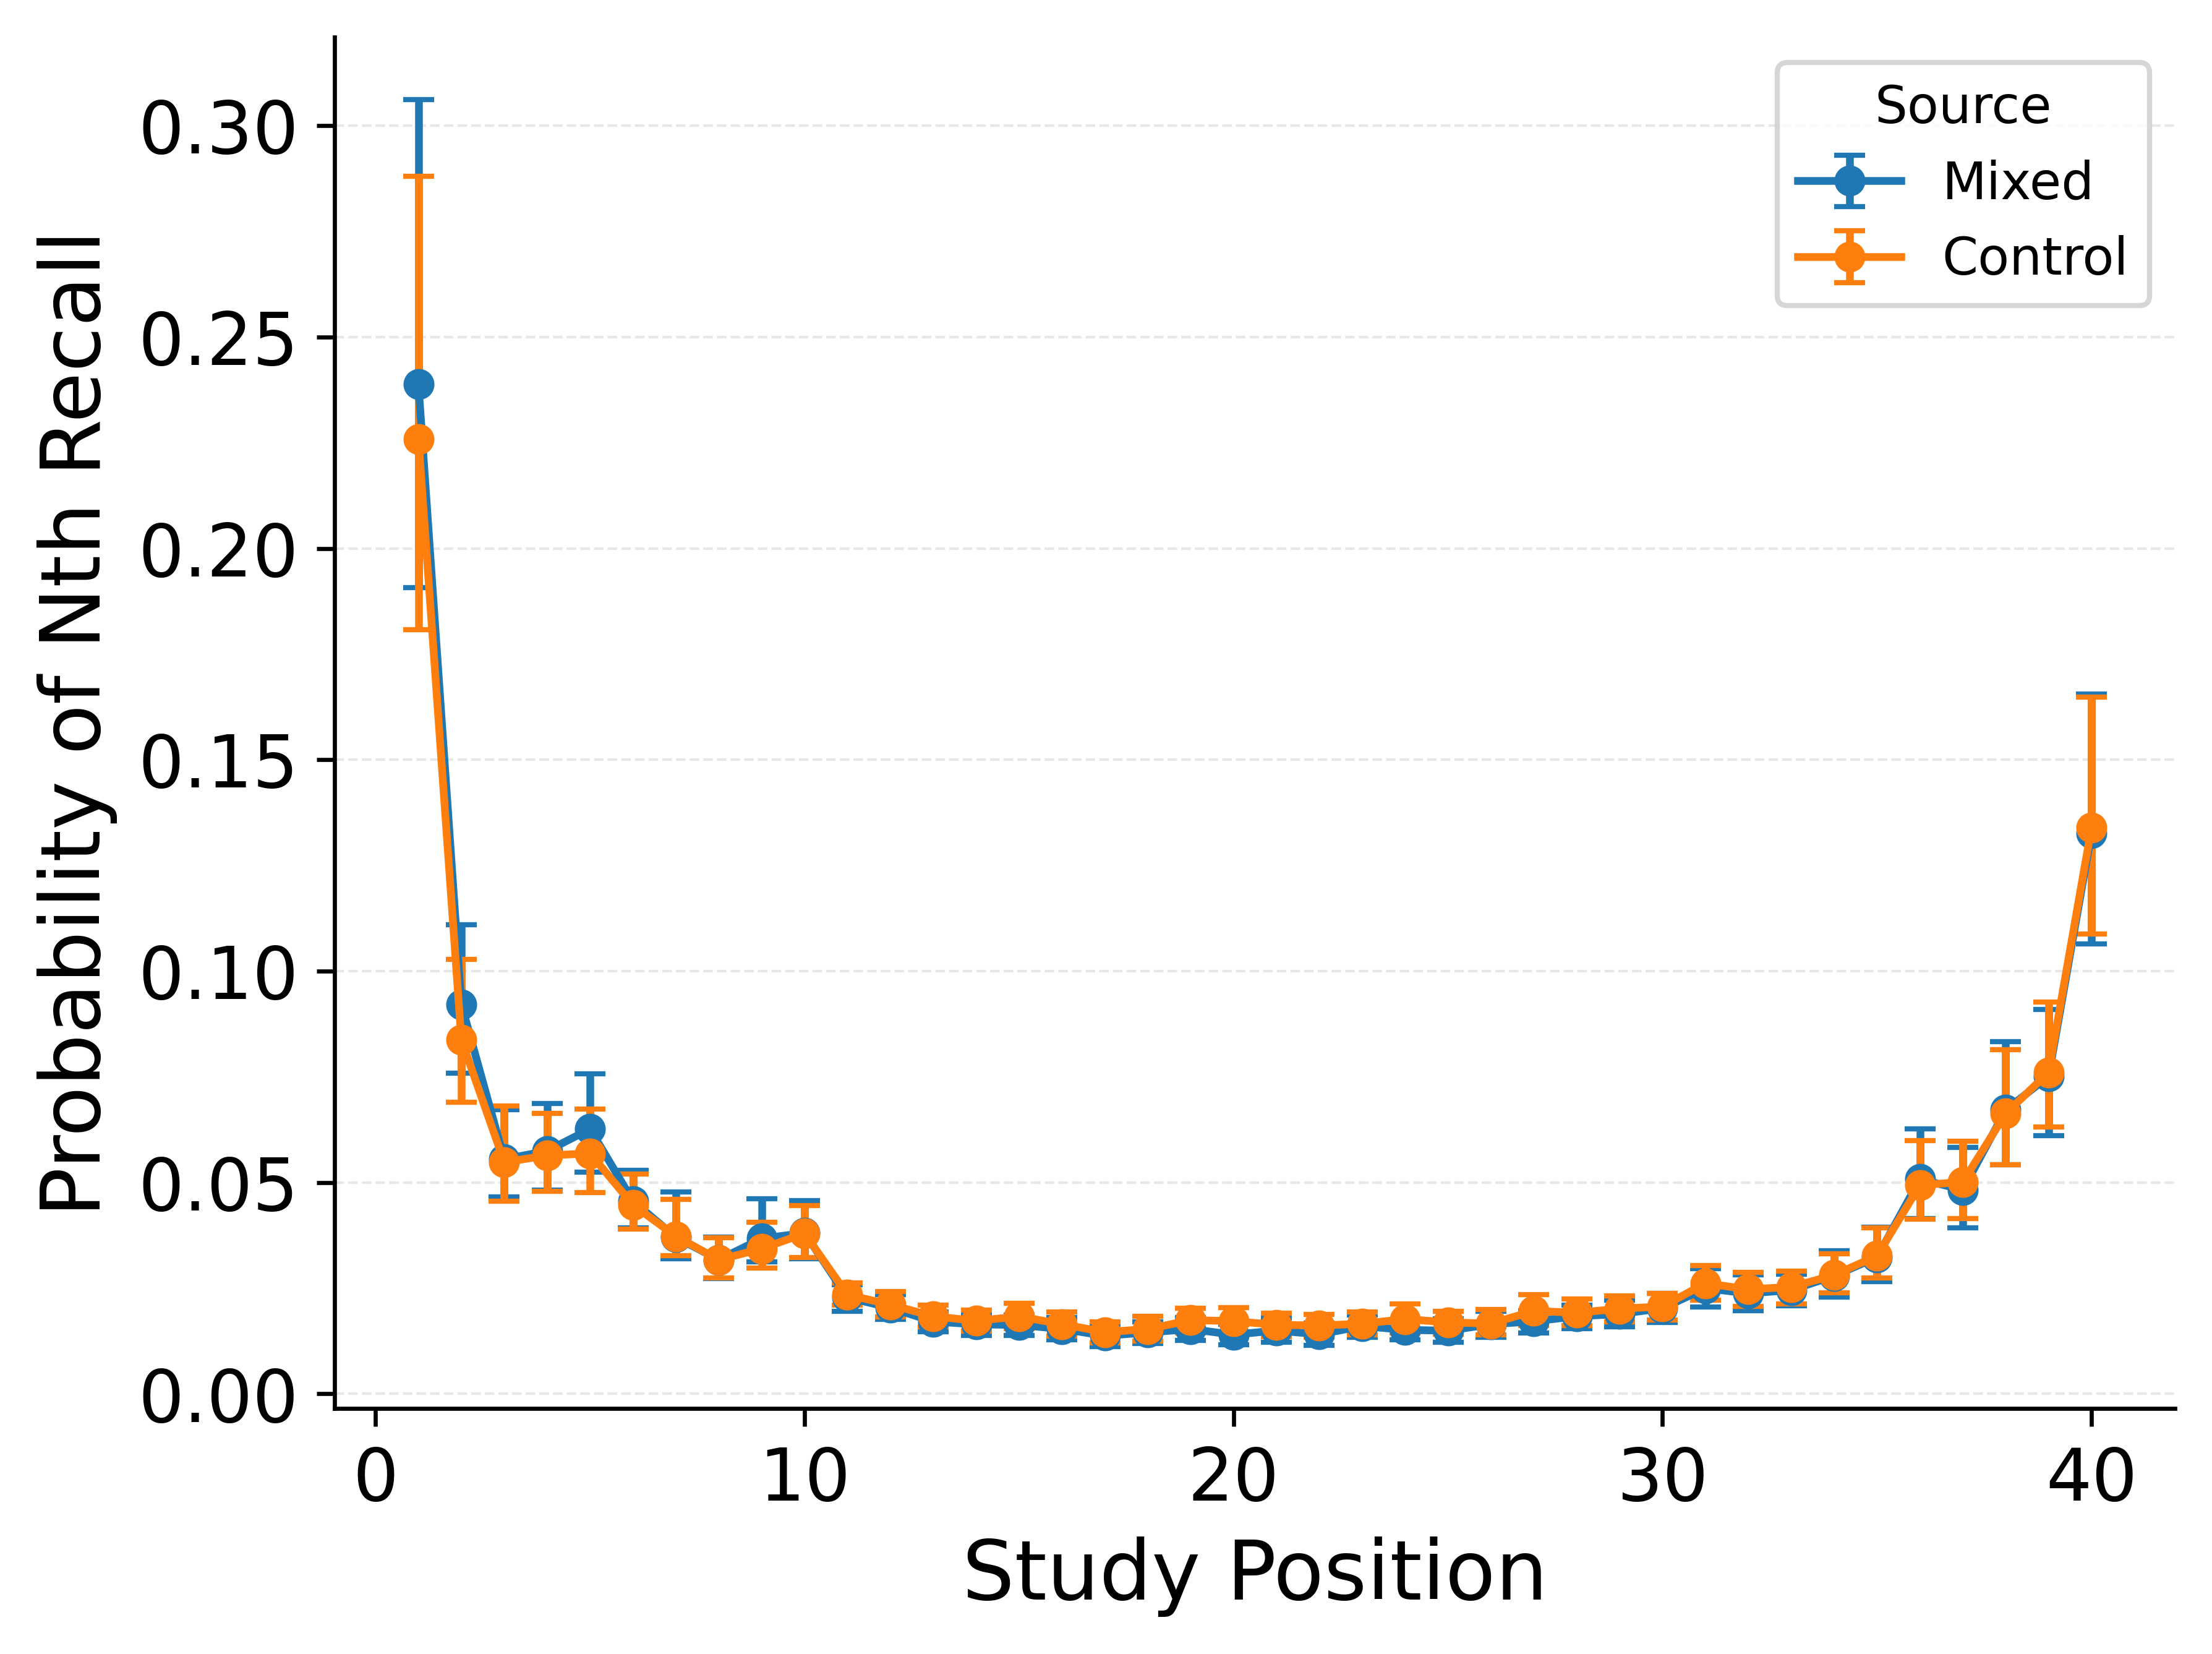 Probability of Nth Recall
0.30
0.25
0.20
0.15
0.10
0.05
0.00
0
10
20
30
40
Study Position
Source
Mixed
Control